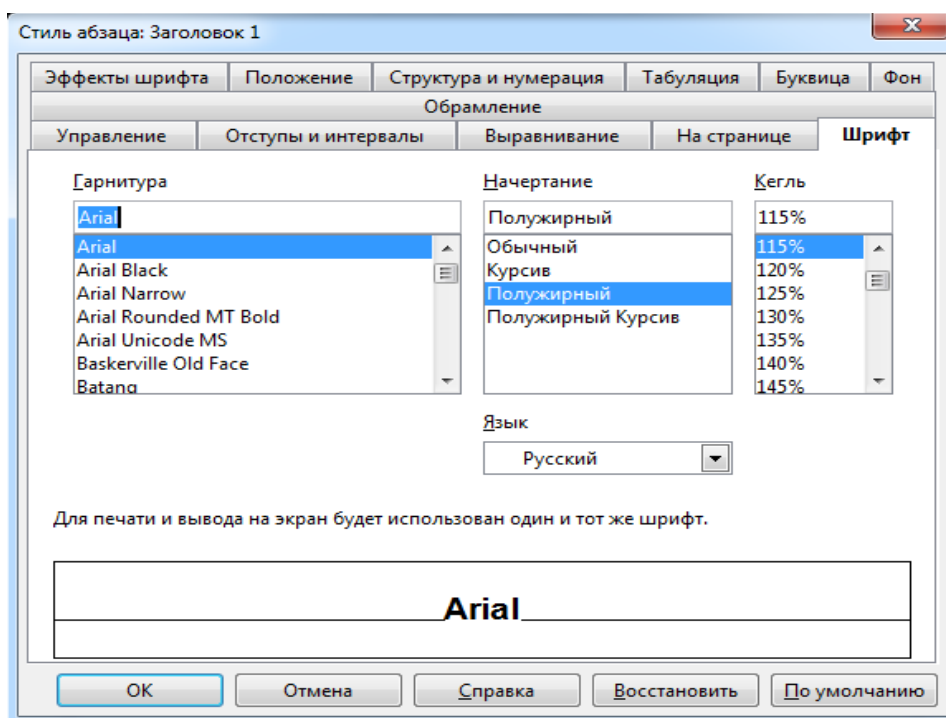 Стиль абзаца: Заголовок 1
Эффекты шрифта Положение Структура и нумерация Табуляция Буквица Фон
Обрамление
Управление Отступы и интервалы Выравнивание На странице Шрифт
Гарнитура Начертание Кегль
Arial Полужирный 115%
Arial Обычный 115%
Arial Black Курсив 120%
Arial Narrow Полужирный 125%
Arial Rounded MT Bold Полужирный Курсив 130%
Arial Unicode MS 135%
Baskerville Old Face 140%
Batang 145%
Язык
Русский
Для печати и вывода на экран будет использован один и тот же шрифт.
Arial
ОК Отмена Справка Восстановить По умолчанию